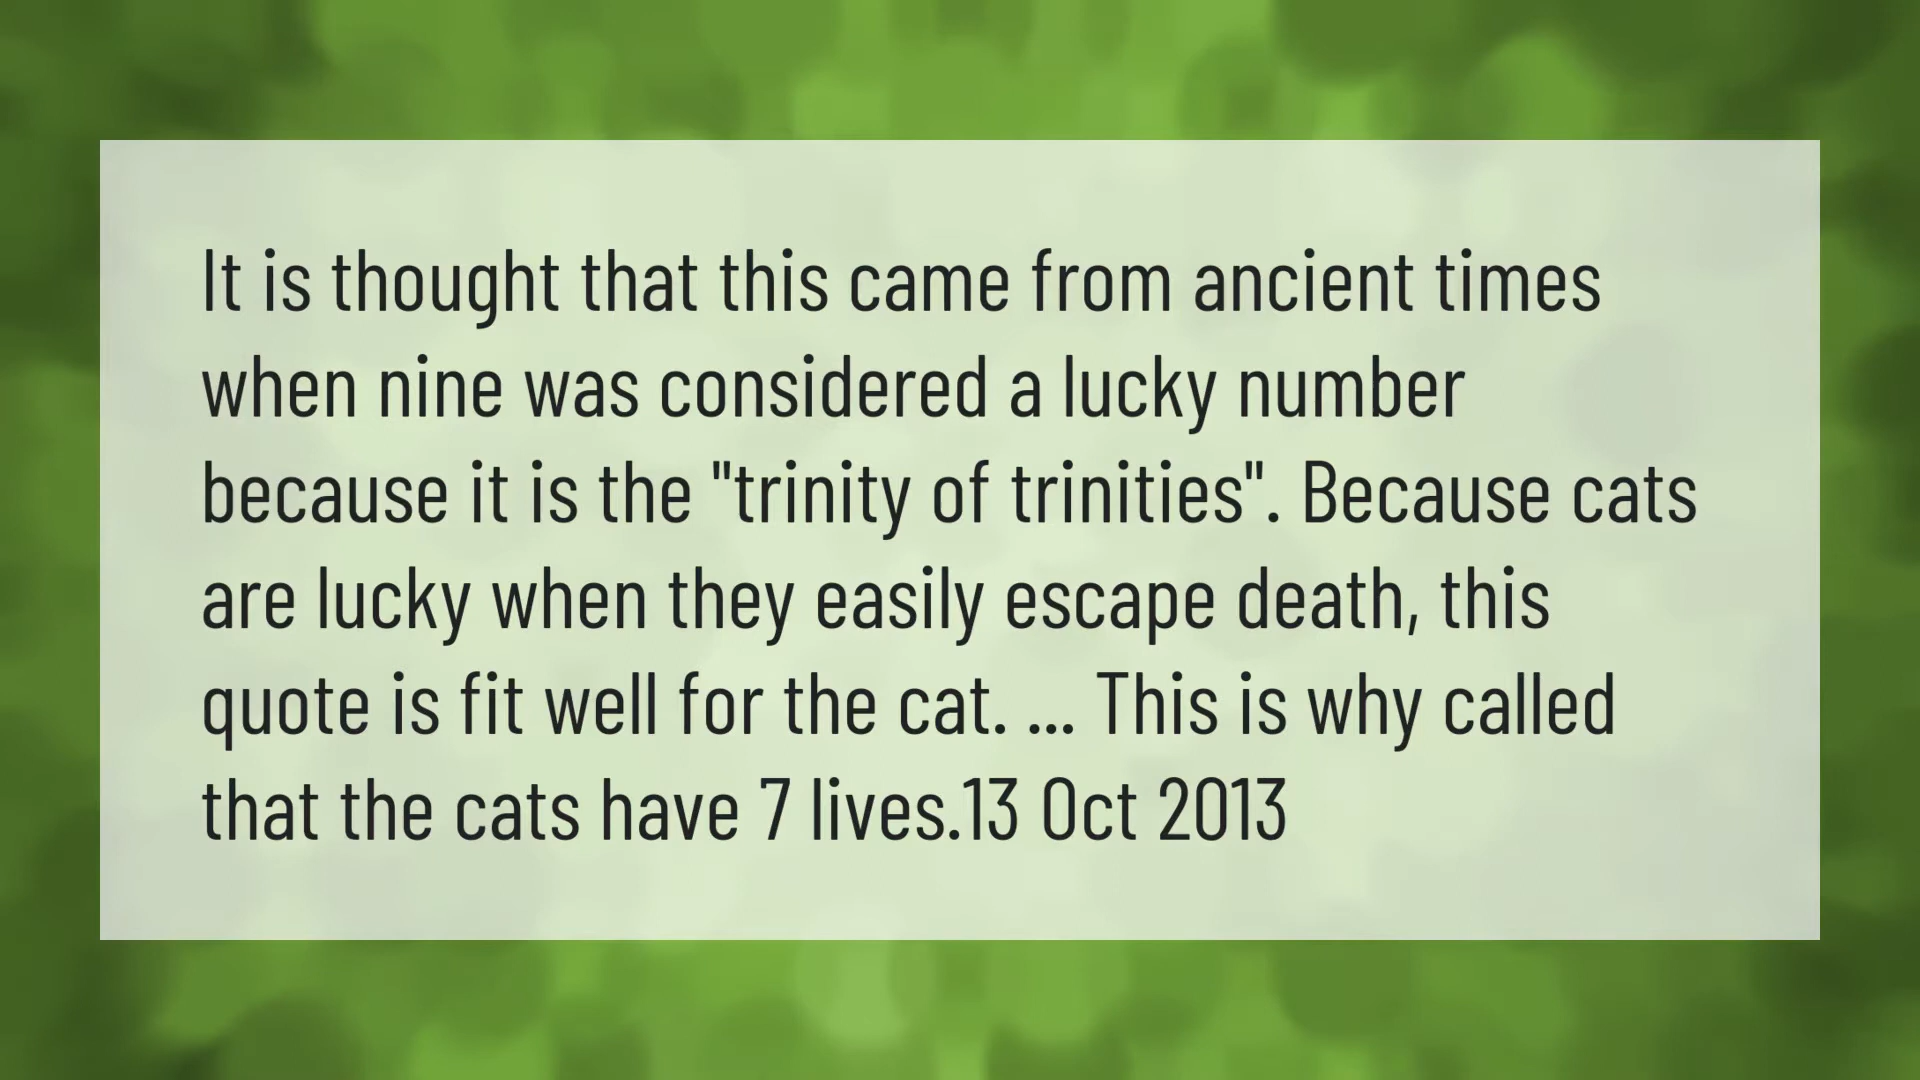 It is thought that this came from ancient times
when nine was considered a lucky number
because it is the "trinity of trinities". Because cats
are lucky when they easily escape death, this
quote is fit well for the cat. ... This is why called
that the cats have 7 lives.13 Oct 2013